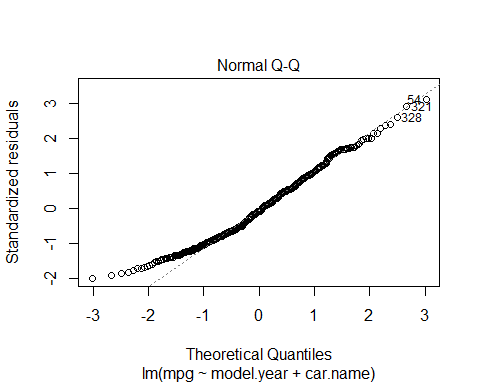 Normal Q-Q
Standardized residuals
3
2
1
0
-1
-2
54
321
328
-3 -2 -1 0 1 2 3
Theoretical Quantiles
lm(mpg ~ model.year + car.name)